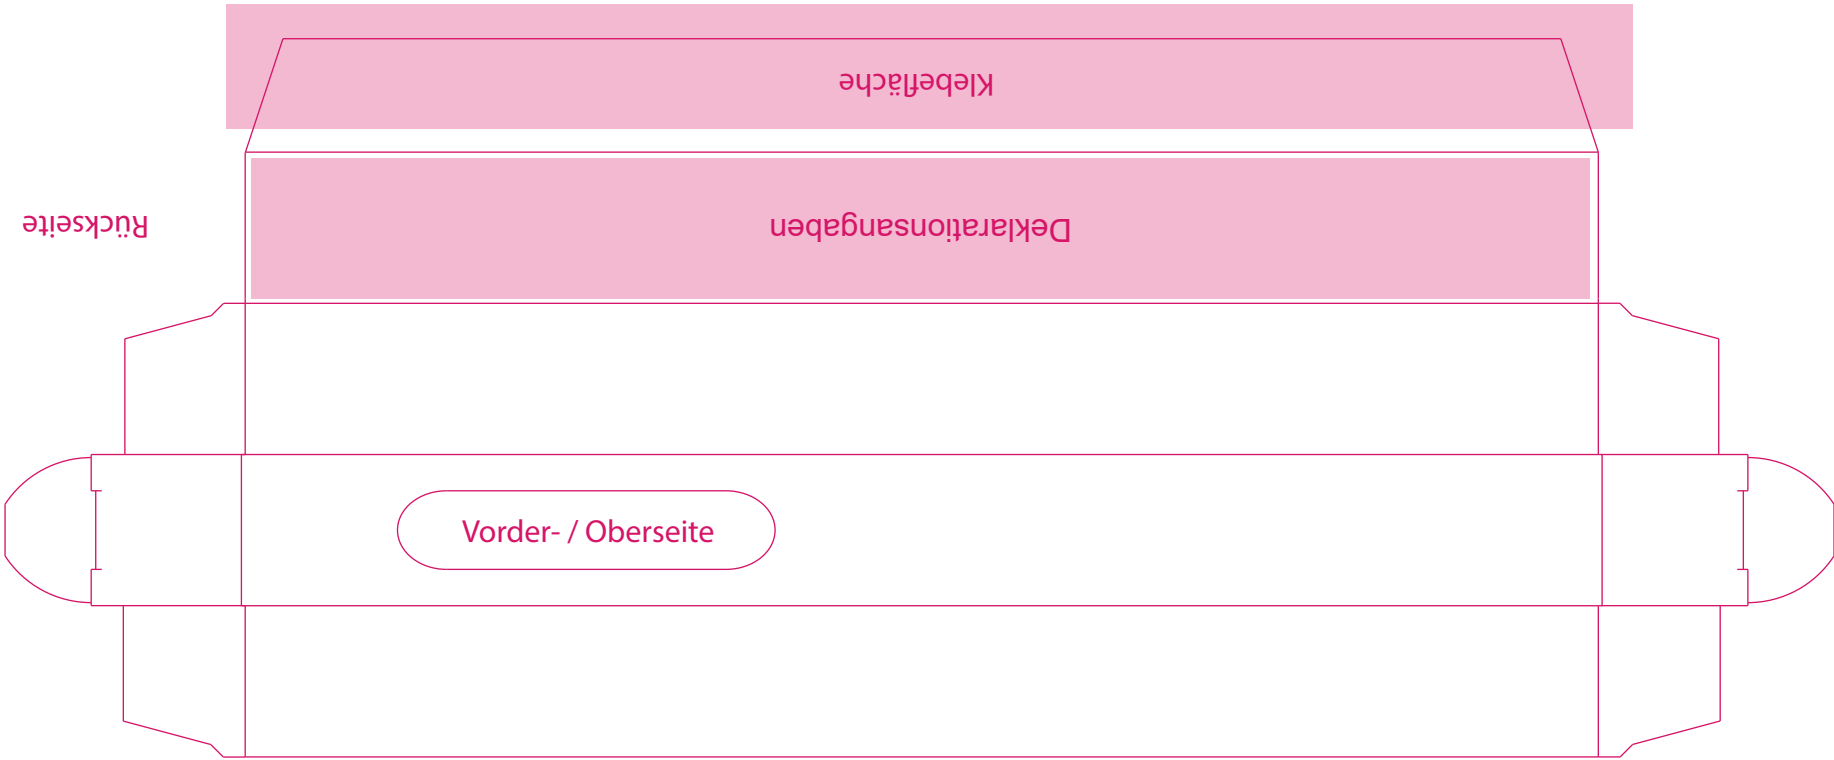 Klebefläche
Deklarationsangaben
Rückseite
Vorder- / Oberseite